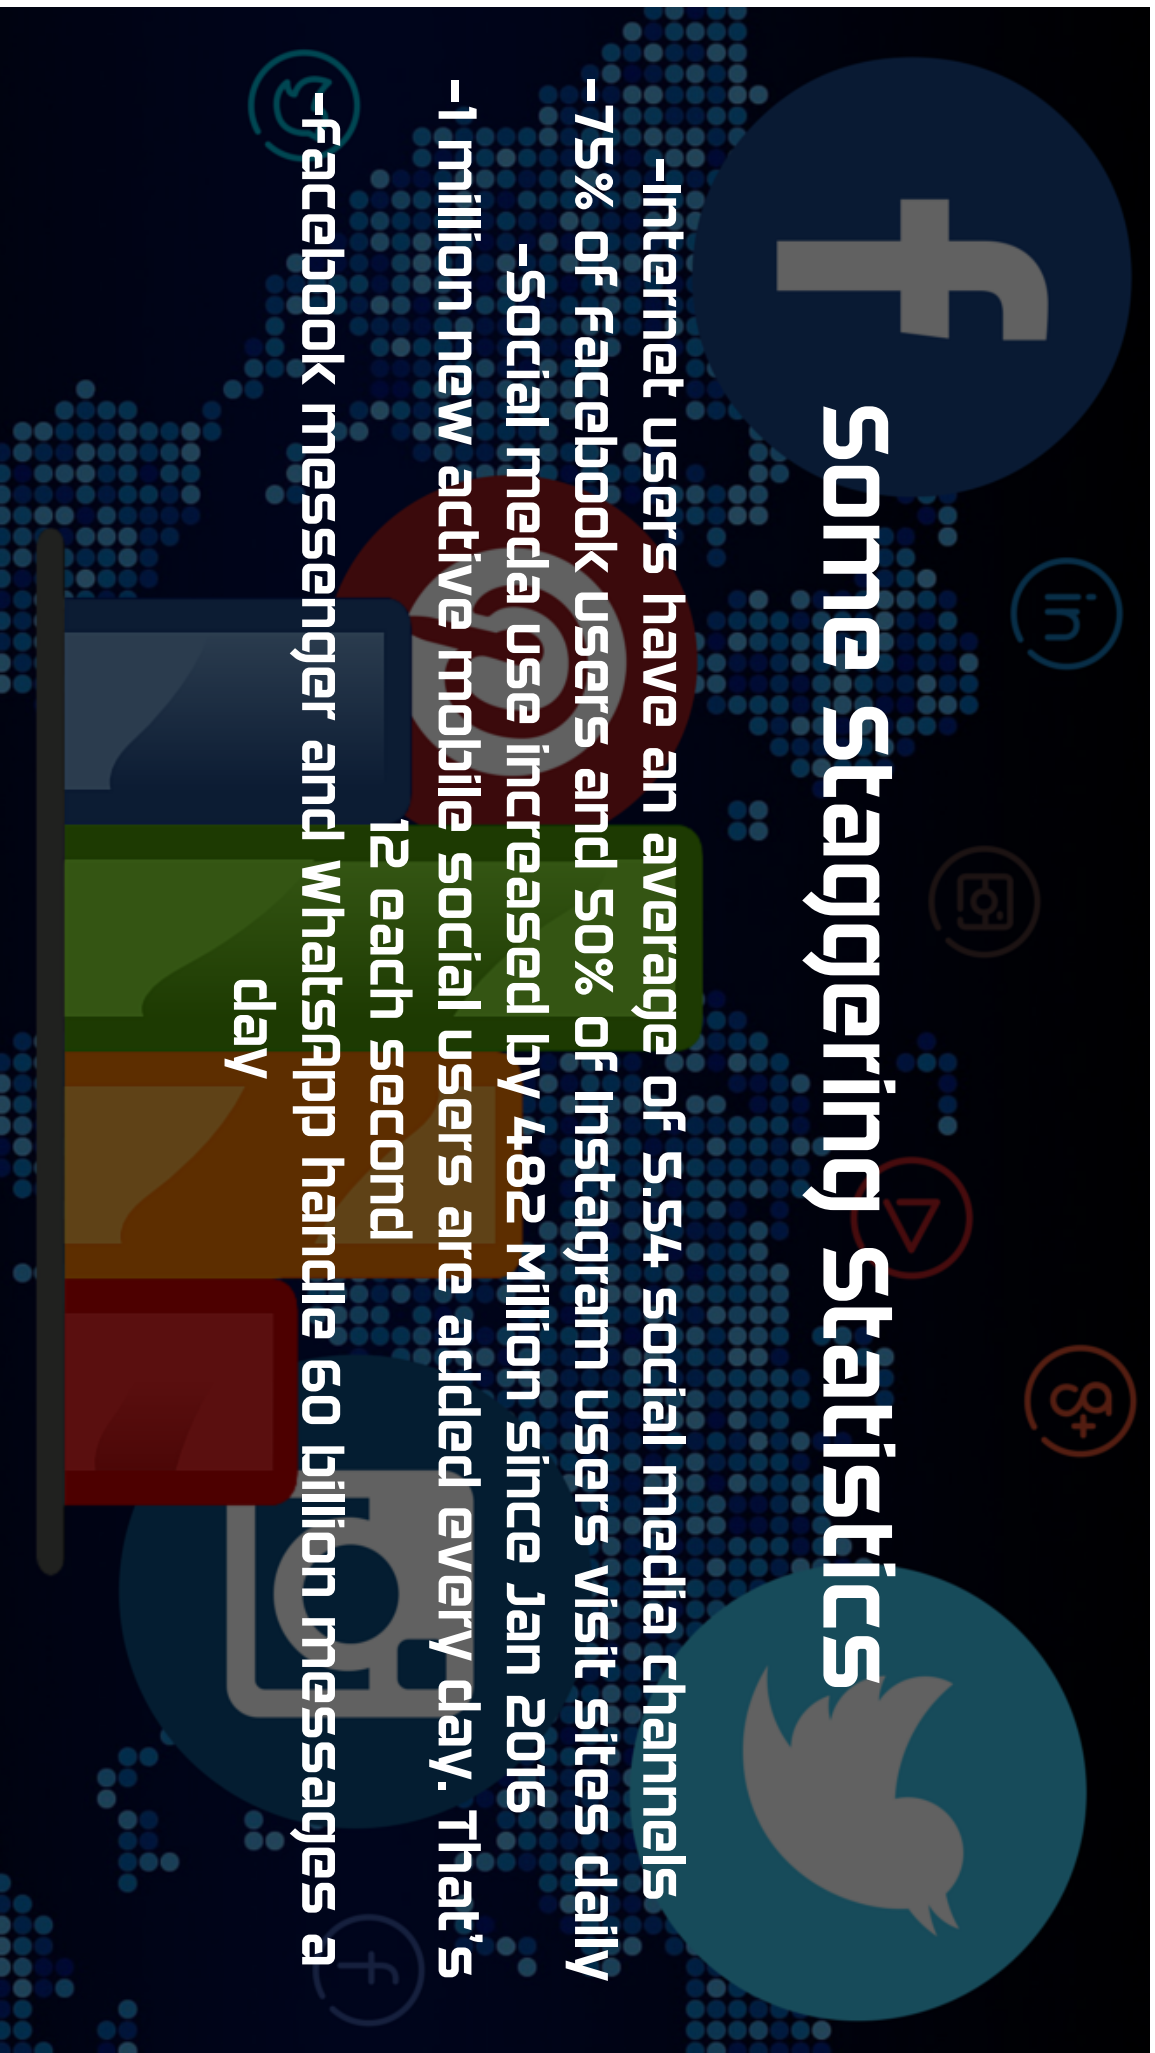 Some Staggering Statistics
-Internet users have an average of 5.54 social media channels
-75% of Facebook users and 50% of Instagram users visit sites daily
-Social meda use increased by 482 Million since Jan 2016
-1 million new active mobile social users are added every day. That's
12 each second
-Facebook messenger and WhatsApp handle 60 billion messages a
day